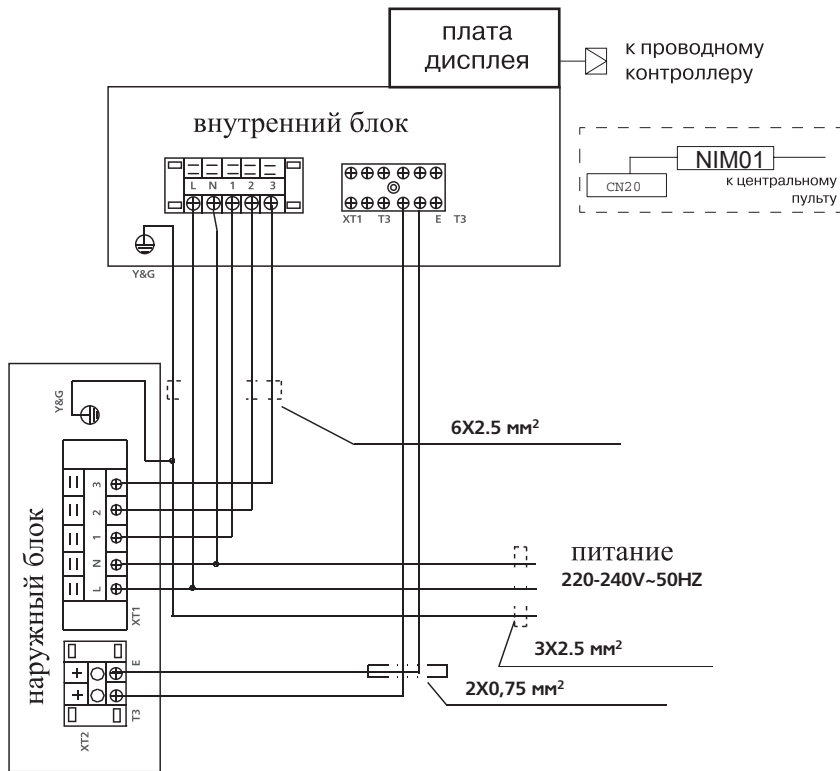 плата
дисплея
к проводному
контроллеру
внутренний блок
NIM01
CN20
к центральному
пульту
L N 1 2 3
XT1 T3 E T3
Y&G
Y&G
6X2.5 мм²
наружный блок
3
2
1
N
L
XT1
питание
220-240V~50HZ
3X2.5 мм²
E
2X0,75 мм²
T3
XT2